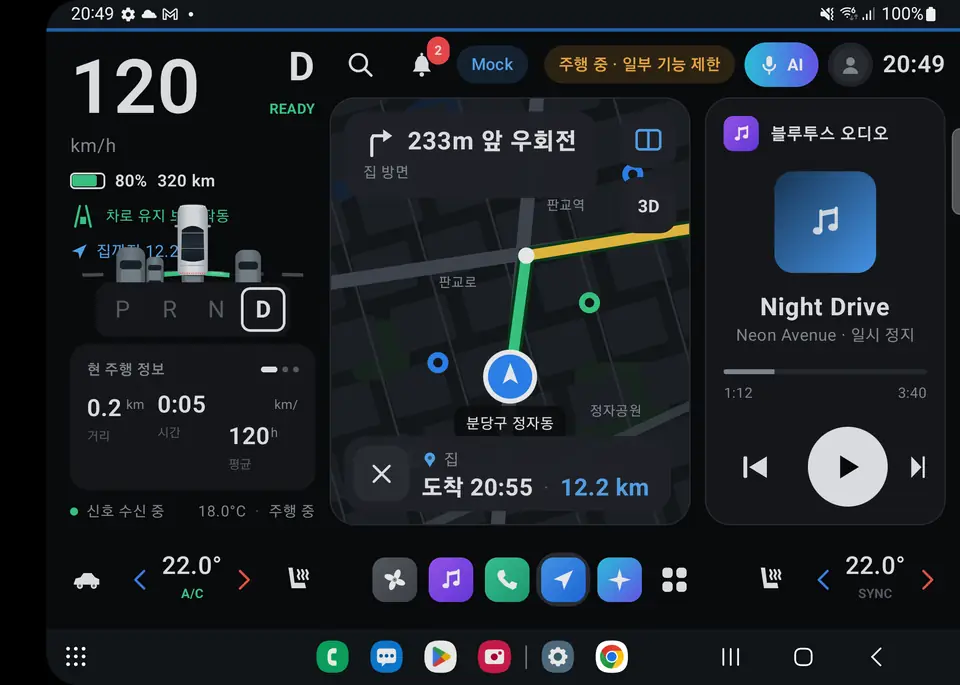 20:49
100%
120
D
READY
km/h
80% 320 km
차로 유지
작동
12.2
P R N D
현 주행 정보
0.2 km
거리
0:05
시간
km/
120 h
평균
신호 수신 중
18.0°C · 주행 중
2
Mock
주행 중 · 일부 기능 제한
AI
20:49
233m 앞 우회전
집 방면
3D
판교역
판교로
정자공원
분당구 정자동
집
도착 20:55 · 12.2 km
블루투스 오디오
Night Drive
Neon Avenue · 일시 정지
1:12
3:40
22.0°
A/C
22.0°
SYNC